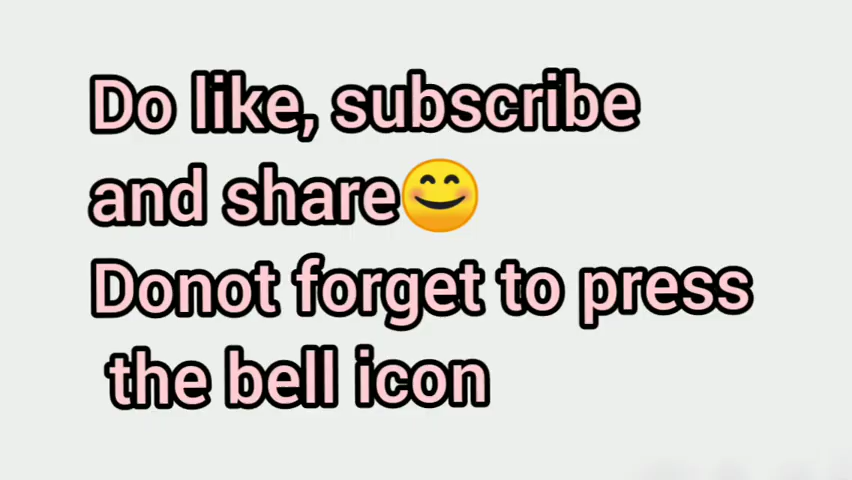 Do like, subscribe
and share😊
Donot forget to press
the bell icon